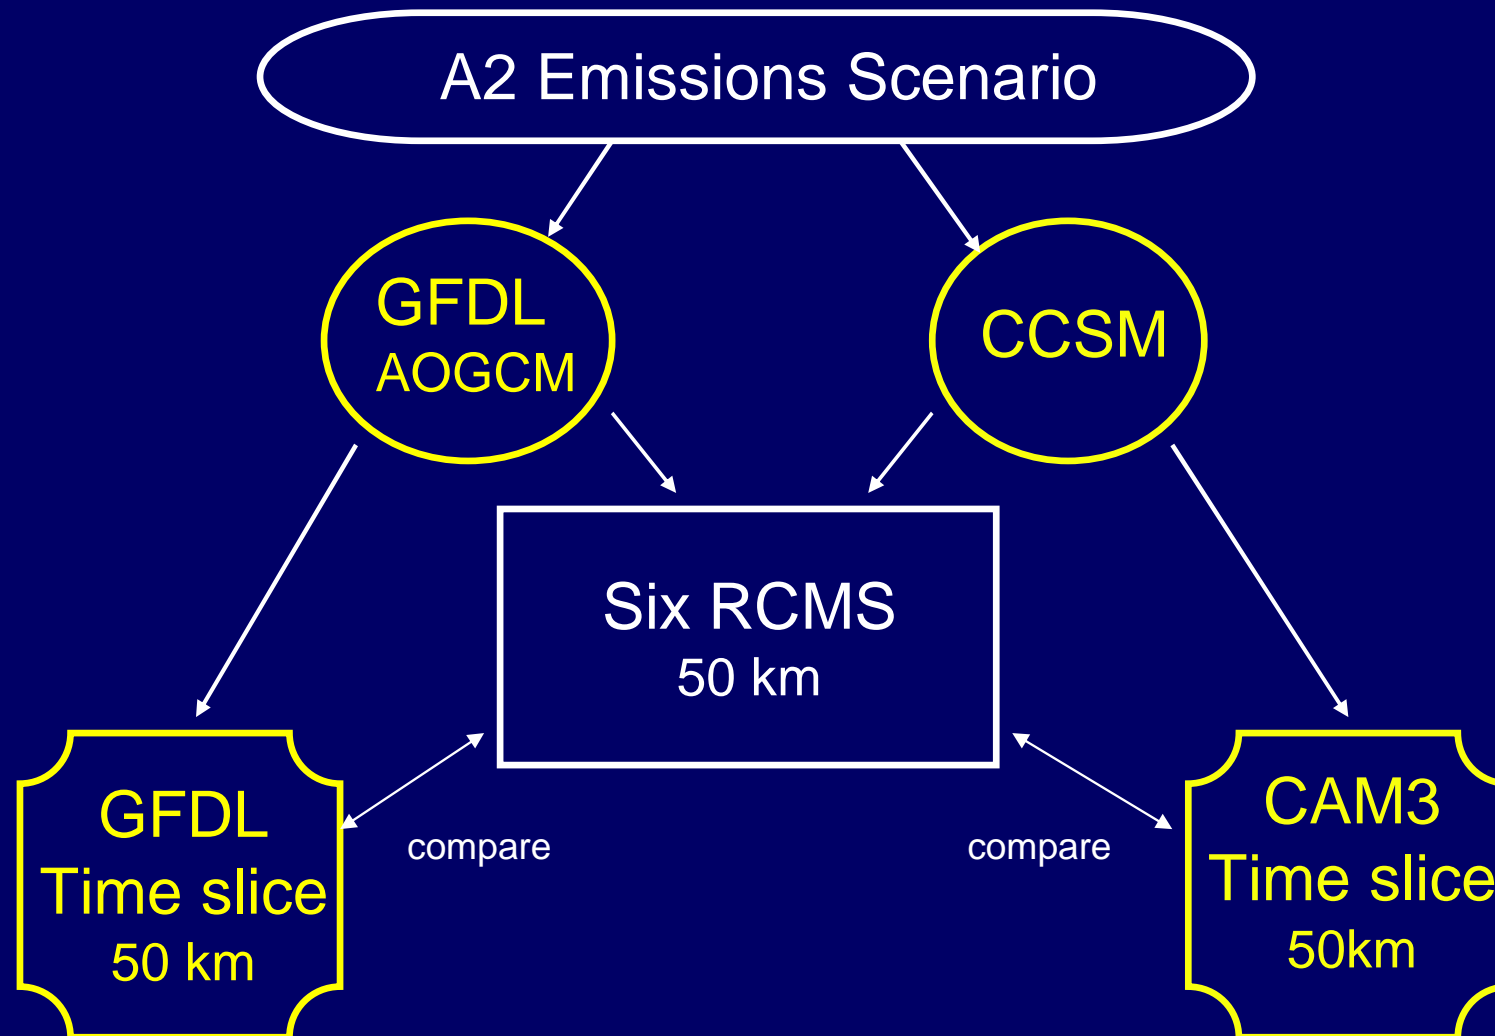 A2 Emissions Scenario
GFDL
AOGCM
CCSM
Six RCMS
50 km
GFDL
Time slice
50 km
compare
compare
CAM3
Time slice
50km